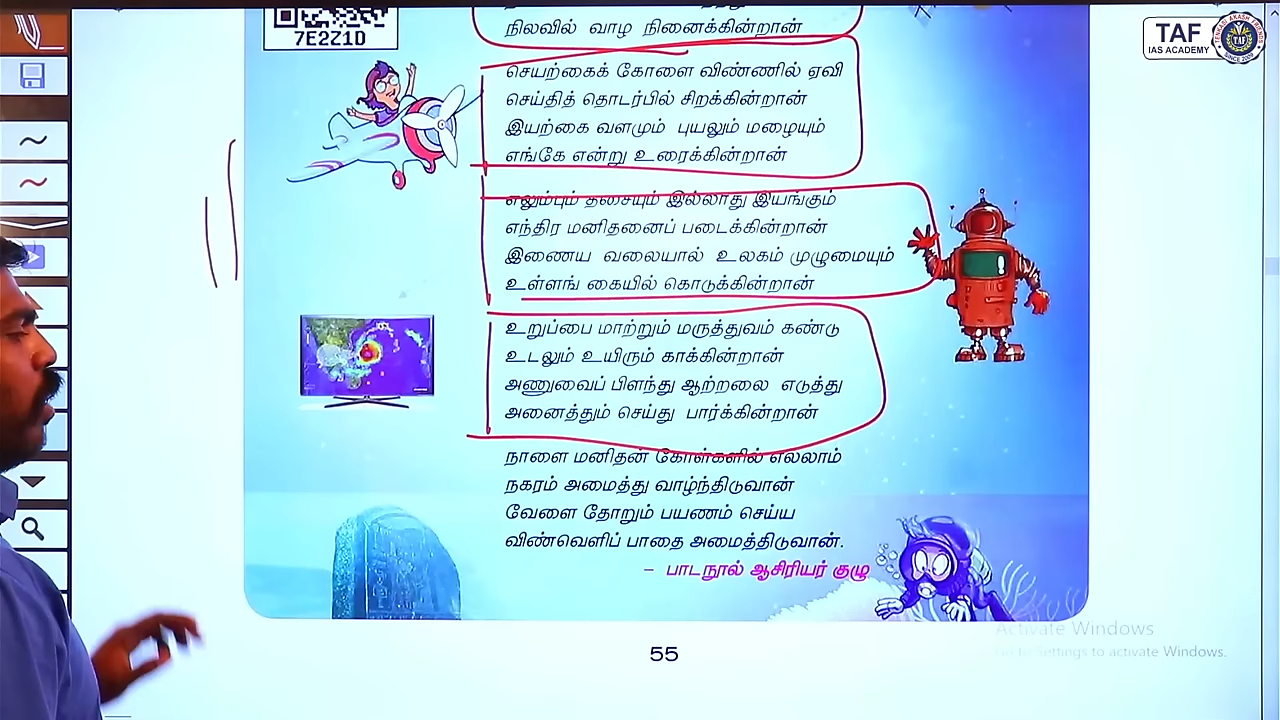 நிலவில் வாழ நினைக்கின்றான்
7E2Z1D
TAF
IAS ACADEMY
செயற்கைக் கோளை விண்ணில் ஏவி
செய்தித் தொடர்பில் சிறக்கின்றான்
இயற்கை வளமும் புயலும் மழையும்
எங்கே என்று உரைக்கின்றான்
எலும்பும் தசையும் இல்லாது இயங்கும்
எந்திர மனிதனைப் படைக்கின்றான்
இணைய வலையால் உலகம் முழுமையும்
உள்ளங் கையில் கொடுக்கின்றான்
உறுப்பை மாற்றும் மருத்துவம் கண்டு
உடலும் உயிரும் காக்கின்றான்
அணுவைப் பிளந்து ஆற்றலை எடுத்து
அனைத்தும் செய்து பார்க்கின்றான்
நாளை மனிதன் கோள்களில் எல்லாம்
நகரம் அமைத்து வாழ்ந்திடுவான்
வேளை தோறும் பயணம் செய்ய
விண்வெளிப் பாதை அமைத்திடுவான்.
– பாடநூல் ஆசிரியர் குழு
55
Activate Windows
Go to Settings to activate Windows.